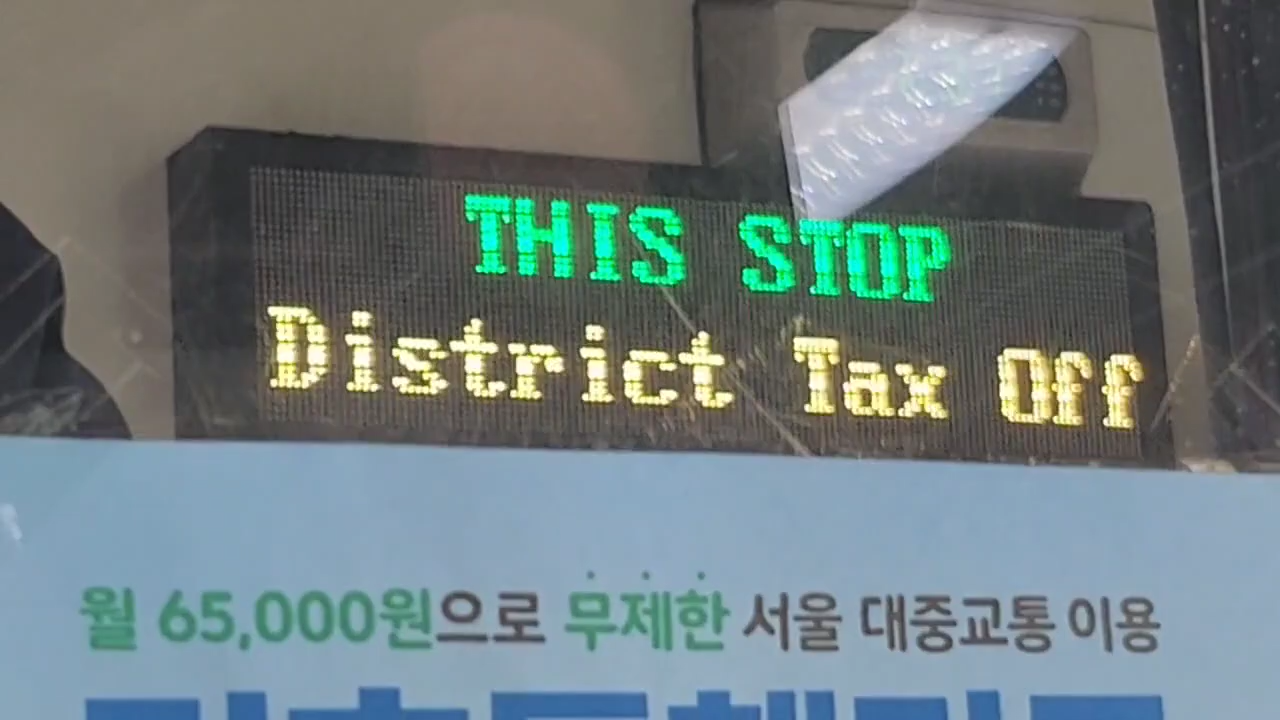 THIS STOP
District Tax Off
월 65,000원으로 무제한 서울 대중교통 이용